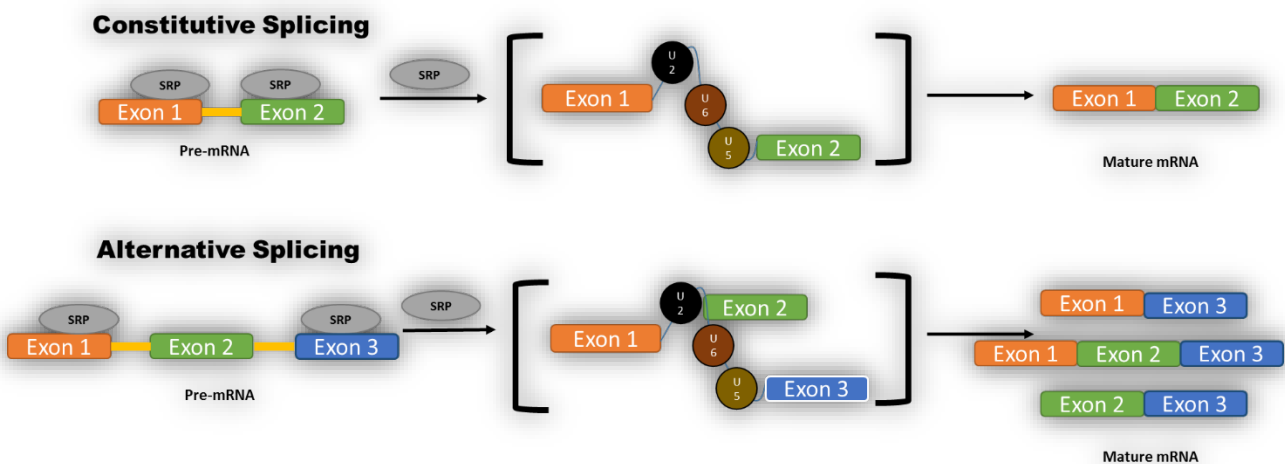 Constitutive Splicing
SRP SRP SRP
Exon 1 Exon 2
Pre-mRNA
U
2
Exon 1
U
6
U
5
Exon 2
Exon 1 Exon 2
Mature mRNA
Alternative Splicing
SRP SRP SRP
Exon 1 Exon 2 Exon 3
Pre-mRNA
U
2
Exon 2
Exon 1
U
6
U
5
Exon 3
Exon 1 Exon 3
Exon 1 Exon 2 Exon 3
Exon 2 Exon 3
Mature mRNA